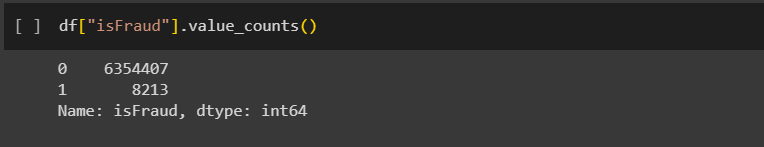 [ ] df["isFraud"].value_counts()
0    6354407
1       8213
Name: isFraud, dtype: int64